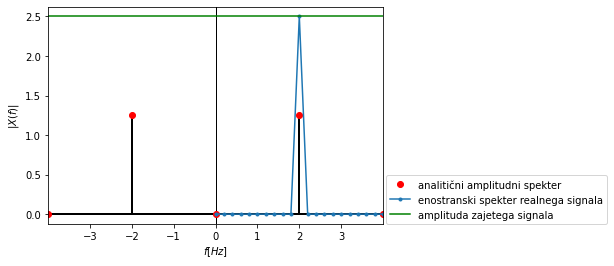 2.5
2.0
1.5
1.0
0.5
0.0
|X(f)|
−3 −2 −1 0 1 2 3
f[Hz]
analitični amplitudni spekter
enostranski spekter realnega signala
amplituda zajetega signala